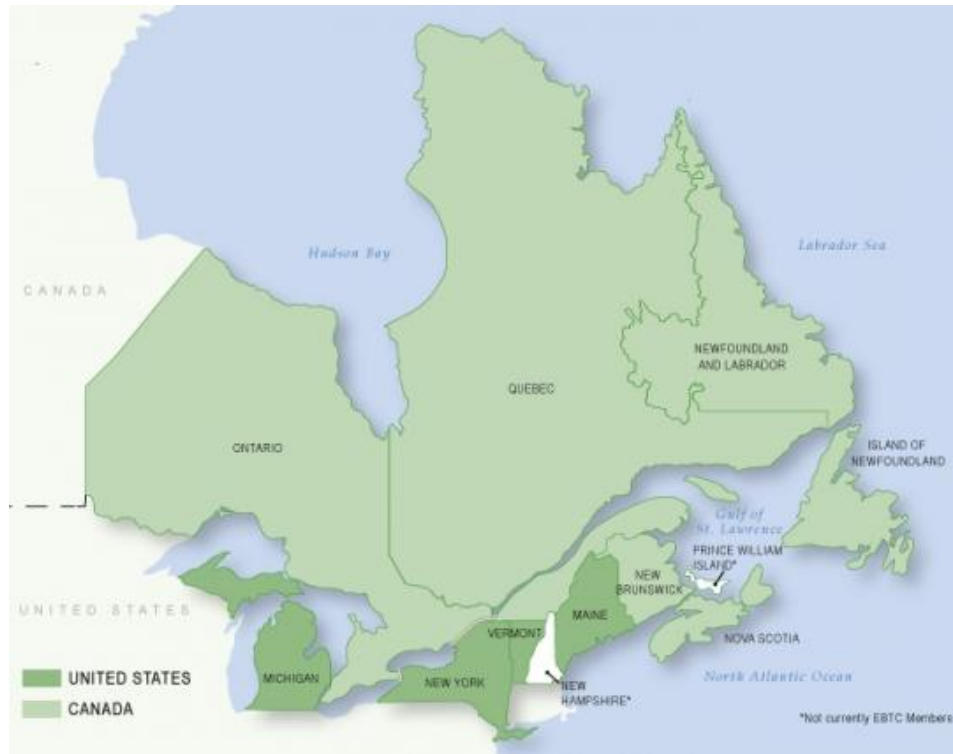 Hudson Bay
Labrador Sea
CANADA
NEWFOUNDLAND
AND LABRADOR
QUEBEC
ONTARIO
ISLAND OF
NEWFOUNDLAND
Gulf of
St. Lawrence
PRINCE WILLIAM
ISLAND*
NEW
BRUNSWICK
MAINE
UNITED STATES
VERMONT
NOVA SCOTIA
MICHIGAN
NEW YORK
NEW
HAMPSHIRE*
North Atlantic Ocean
UNITED STATES
CANADA
*Not currently EBTC Members